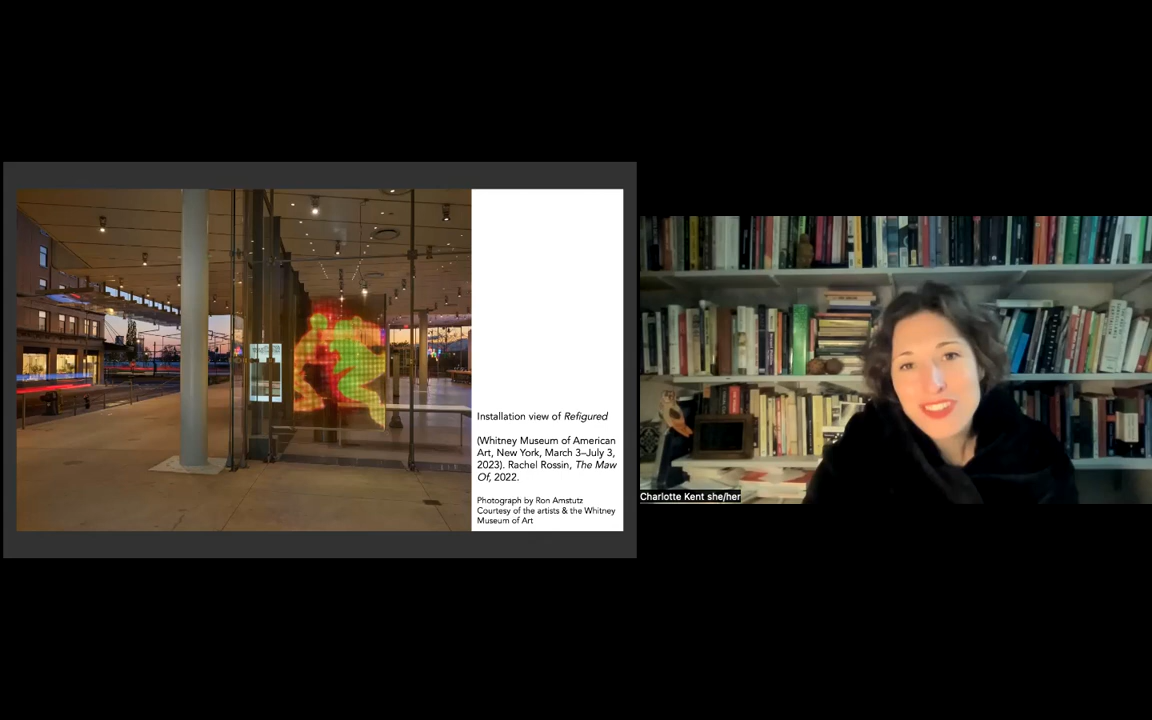 Installation view of Refigured
(Whitney Museum of American
Art, New York, March 3–July 3,
2023). Rachel Rossin, The Maw
Of, 2022.
Photograph by Ron Amstutz
Courtesy of the artists & the Whitney
Museum of Art
Charlotte Kent she/her